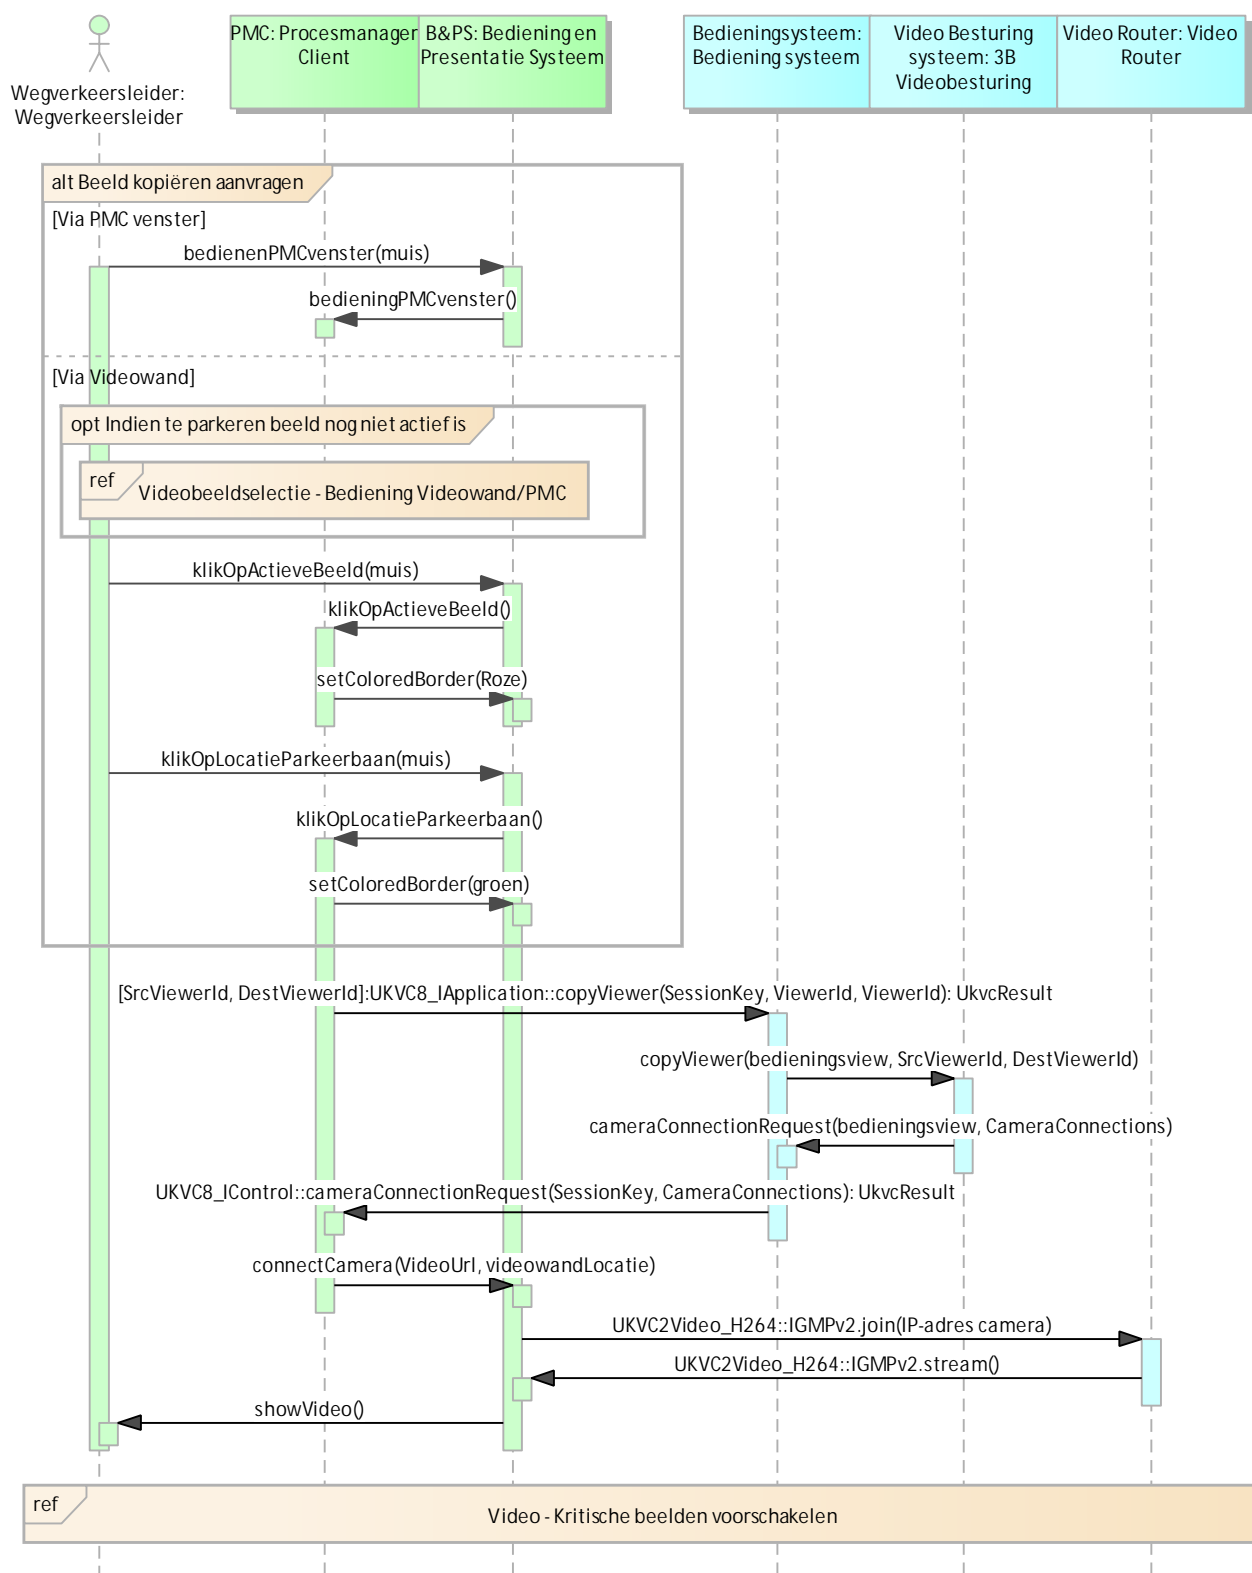 Wegverkeersleider:
Wegverkeersleider
PMC: Procesmanager
Client
B&PS: Bediening en
Presentatie Systeem
Bedieningsysteem:
Bediening systeem
Video Besturing
systeem: 3B
Videobesturing
Video Router: Video
Router
alt Beeld kopiëren aanvragen
[Via PMC venster]
bedienenPMCvenster(muis)
bedieningPMCvenster()
[Via Videowand]
opt Indien te parkeren beeld nog niet actief is
ref
Videobeeldselectie - Bediening Videowand/PMC
klikOpActieveBeeld(muis)
klikOpActieveBeeld()
setColoredBorder(Roze)
klikOpLocatieParkeerbaan(muis)
klikOpLocatieParkeerbaan()
setColoredBorder(groen)
[SrcViewerId, DestViewerId]:UKVC8_IApplication::copyViewer(SessionKey, ViewerId, ViewerId): UkvcResult
copyViewer(bedieningsview, SrcViewerId, DestViewerId)
cameraConnectionRequest(bedieningsview, CameraConnections)
UKVC8_IControl::cameraConnectionRequest(SessionKey, CameraConnections): UkvcResult
connectCamera(VideoUrl, videowandLocatie)
UKVC2Video_H264::IGMPv2.join(IP-adres camera)
UKVC2Video_H264::IGMPv2.stream()
showVideo()
ref
Video - Kritische beelden voorschakelen